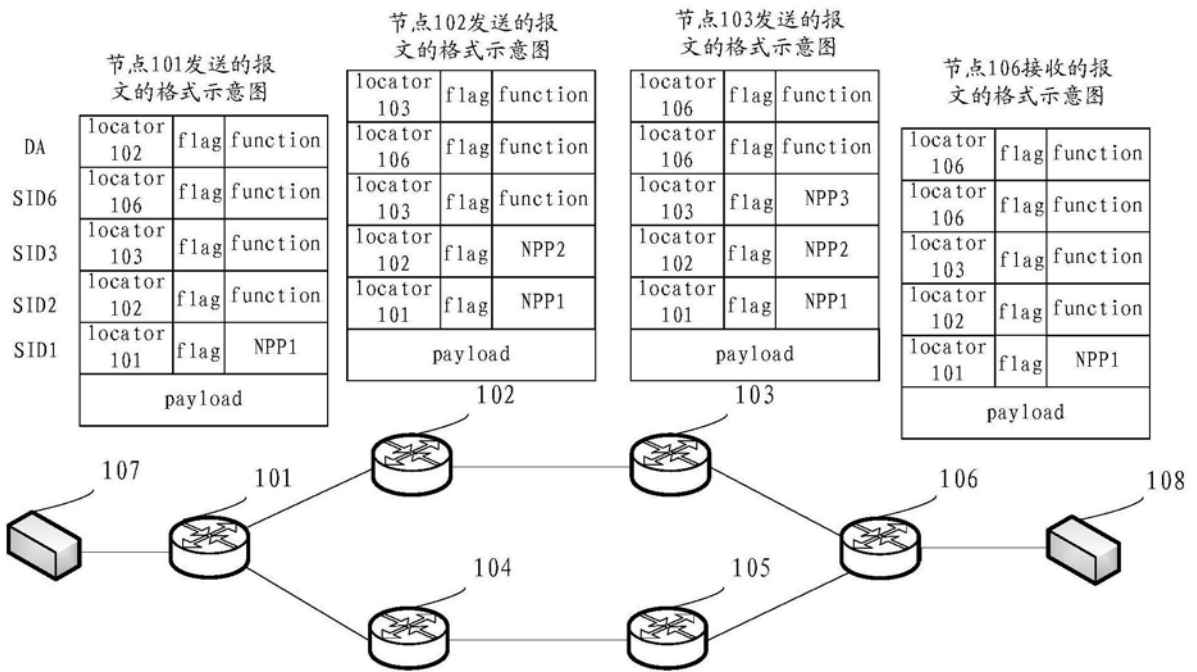 节点101发送的报
文的格式示意图
DA
SID6
SID3
SID2
SID1
locator
102
flag
function
locator
106
flag
function
locator
103
flag
function
locator
102
flag
function
locator
101
flag
NPP1
payload
节点102发送的报
文的格式示意图
locator
103
flag
function
locator
106
flag
function
locator
103
flag
function
locator
102
flag
NPP2
locator
101
flag
NPP1
payload
节点103发送的报
文的格式示意图
locator
106
flag
function
locator
106
flag
function
locator
103
flag
NPP3
locator
102
flag
NPP2
locator
101
flag
NPP1
payload
节点106接收的报
文的格式示意图
locator
106
flag
function
locator
106
flag
function
locator
103
flag
function
locator
102
flag
function
locator
101
flag
NPP1
payload
102
103
107
101
106
108
104
105